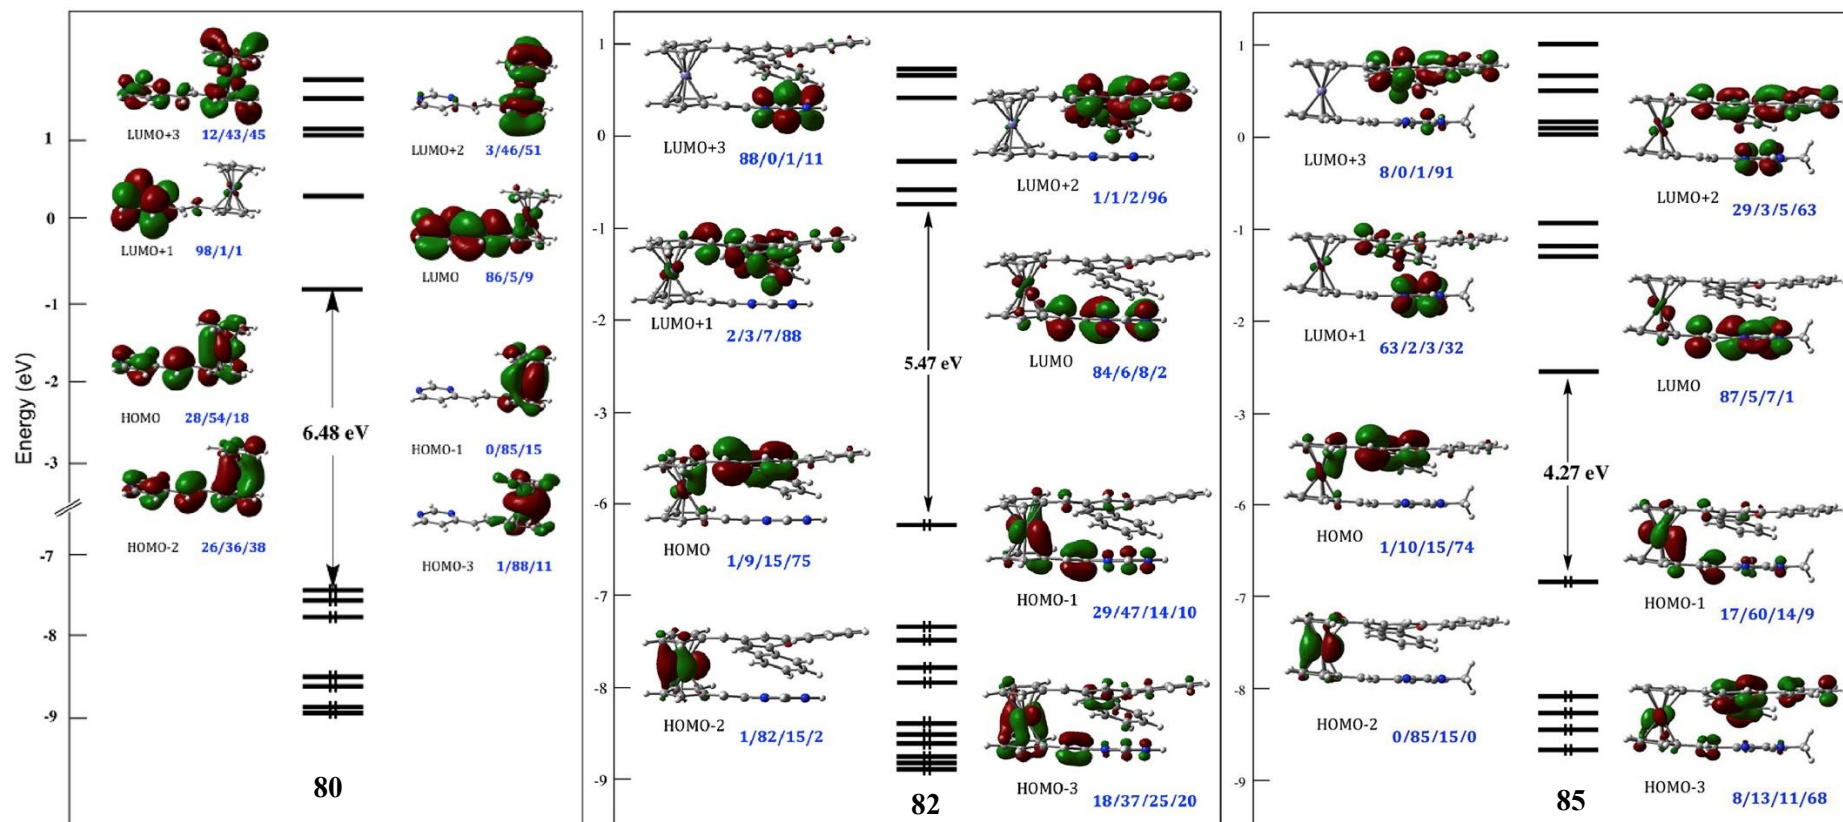 Energy (eV)
1
0
-1
-2
-3
-7
-8
-9
LUMO+3 12/43/45
LUMO+2 3/46/51
LUMO+1 98/1/1
LUMO 86/5/9
HOMO 28/54/18
6.48 eV
HOMO-1 0/85/15
HOMO-2 26/36/38
HOMO-3 1/88/11
80
1
0
-1
-2
-3
-6
-7
-8
-9
LUMO+3 88/0/1/11
LUMO+2 1/1/2/96
LUMO+1 2/3/7/88
LUMO 84/6/8/2
5.47 eV
HOMO 1/9/15/75
HOMO-1 29/47/14/10
HOMO-2 1/82/15/2
HOMO-3 18/37/25/20
82
1
0
-1
-2
-3
-6
-7
-8
-9
LUMO+3 8/0/1/91
LUMO+2 29/3/5/63
LUMO+1 63/2/3/32
LUMO 87/5/7/1
4.27 eV
HOMO 1/10/15/74
HOMO-1 17/60/14/9
HOMO-2 0/85/15/0
HOMO-3 8/13/11/68
85